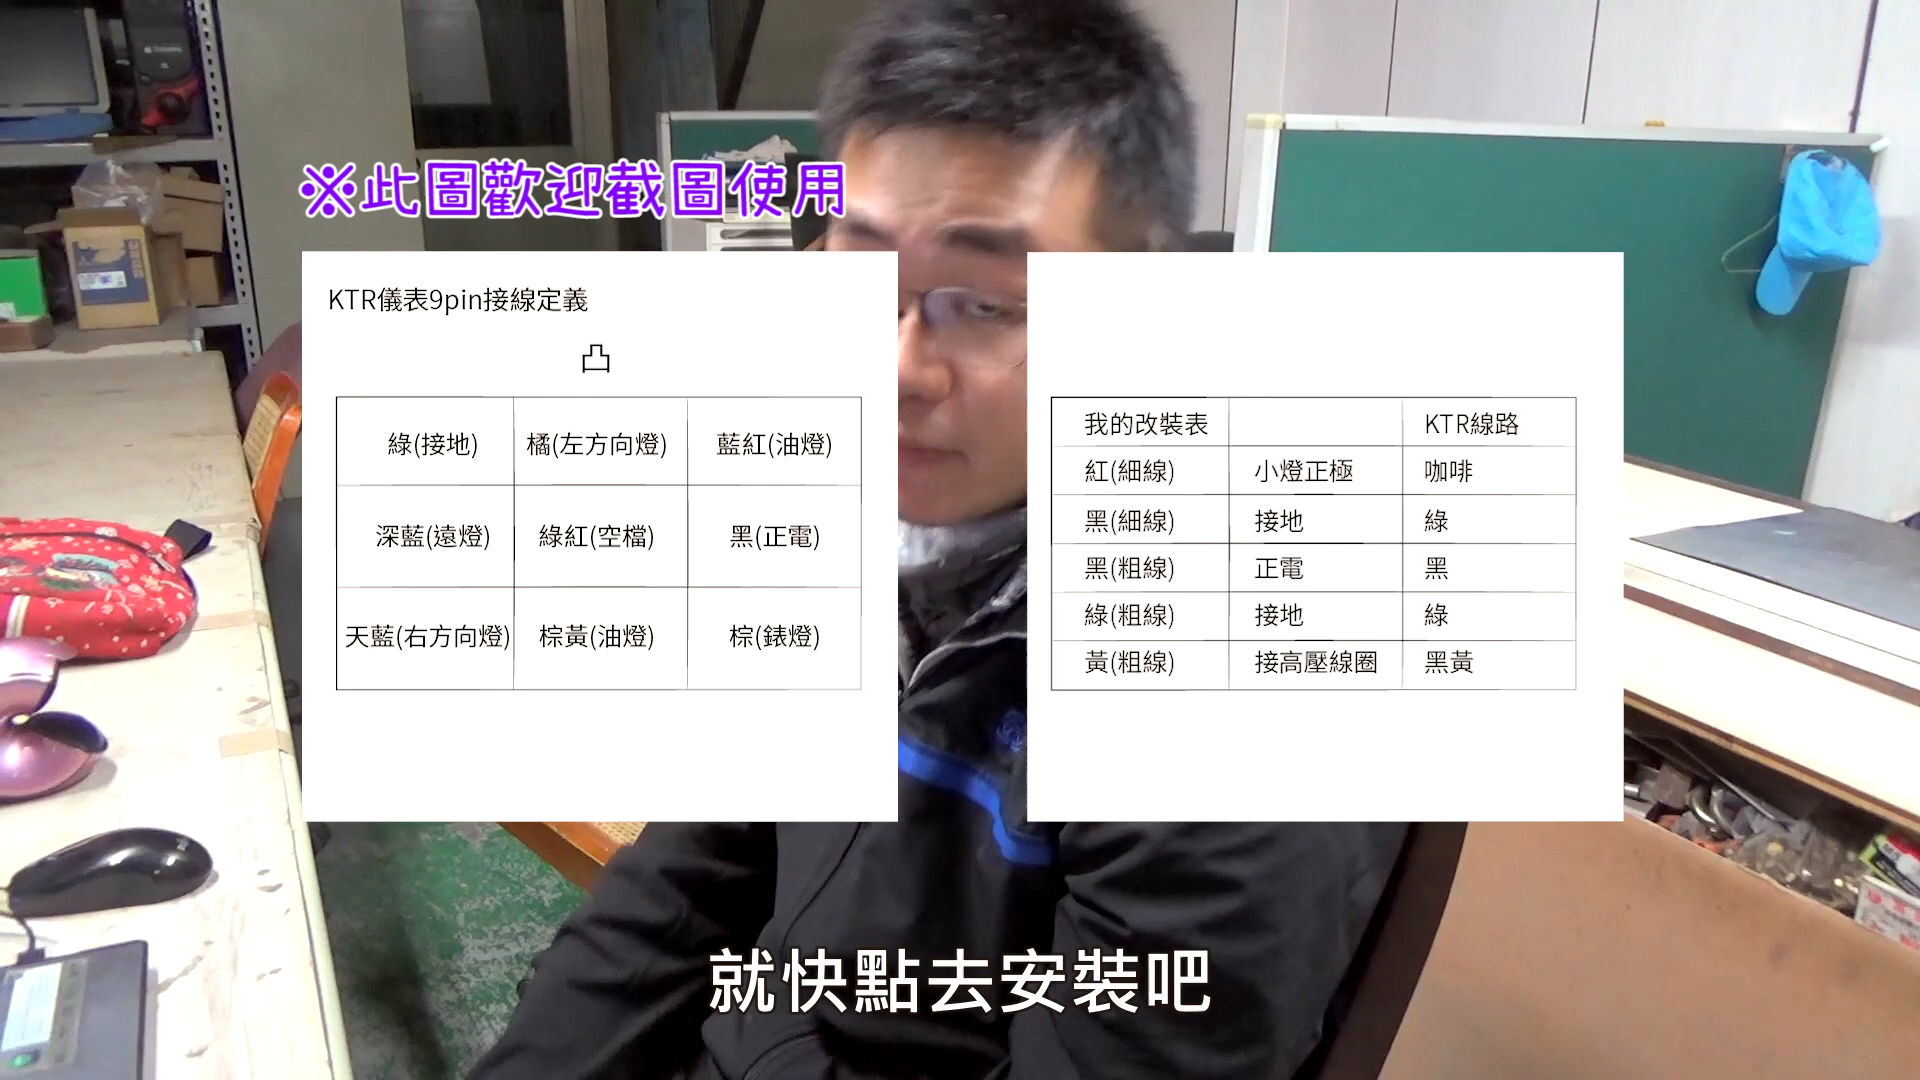 ※此圖歡迎截圖使用
KTR儀表9pin接線定義
凸
綠(接地) 橘(左方向燈) 藍紅(油燈)
深藍(遠燈) 綠紅(空檔) 黑(正電)
天藍(右方向燈) 棕黃(油燈) 棕(錶燈)
我的改裝表 KTR線路
紅(細線) 小燈正極 咖啡
黑(細線) 接地 綠
黑(粗線) 正電 黑
綠(粗線) 接地 綠
黃(粗線) 接高壓線圈 黑黃
就快點去安裝吧